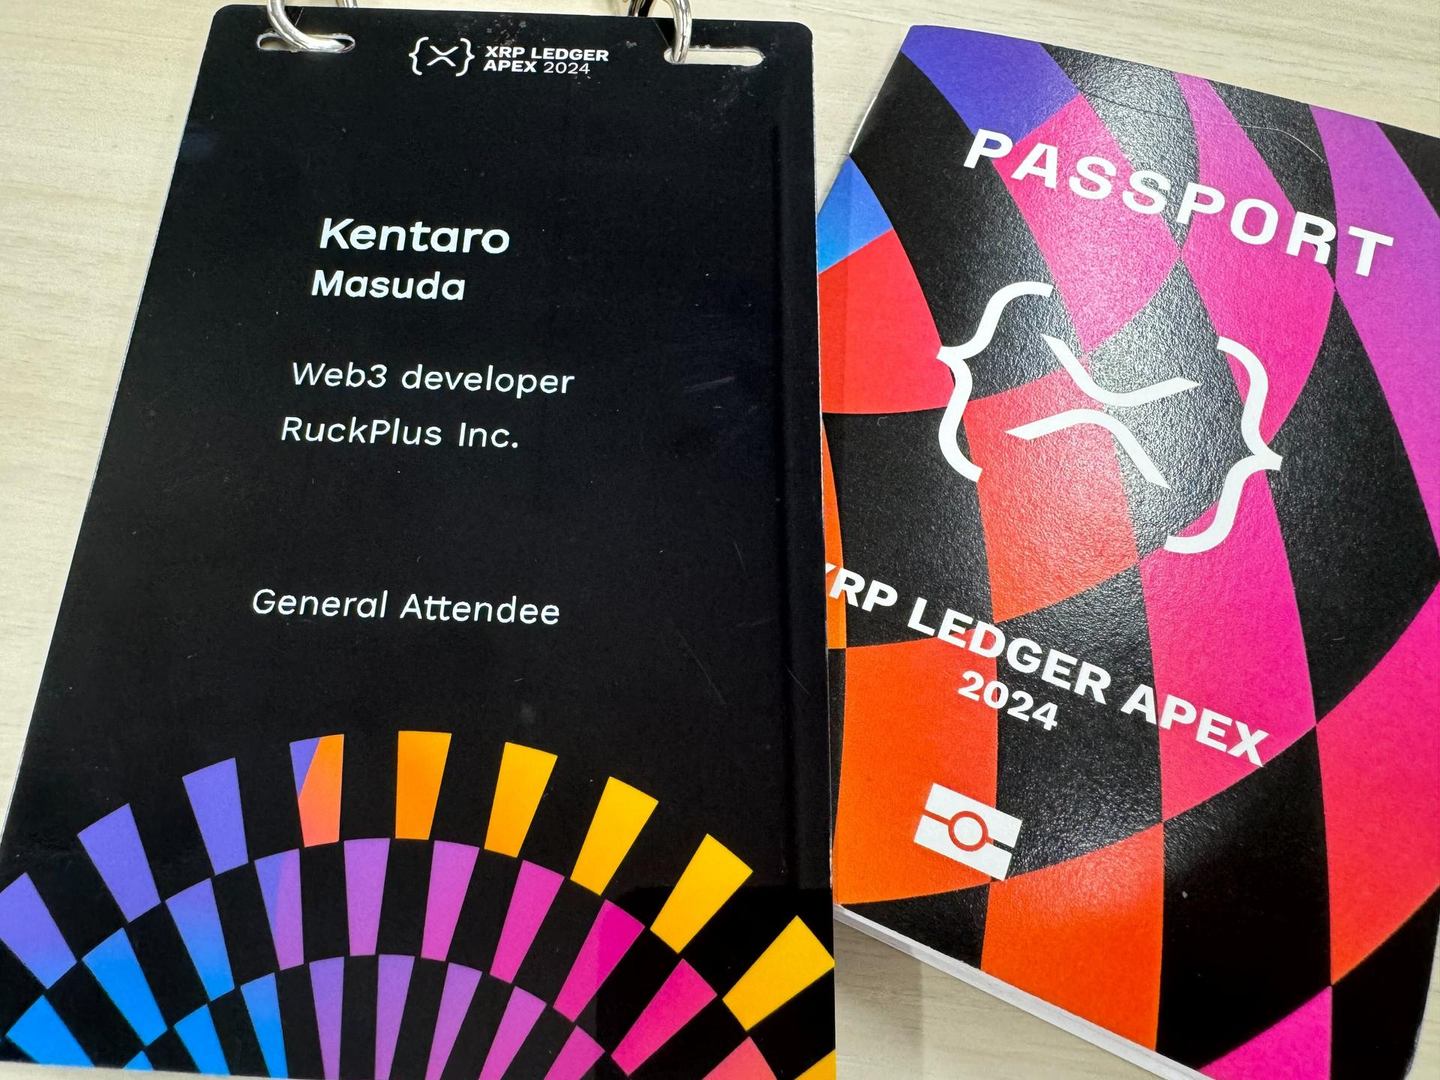 XRP LEDGER
APEX 2024
Kentaro
Masuda
Web3 developer
RuckPlus Inc.
General Attendee
PASSPORT
XRP LEDGER APEX
2024